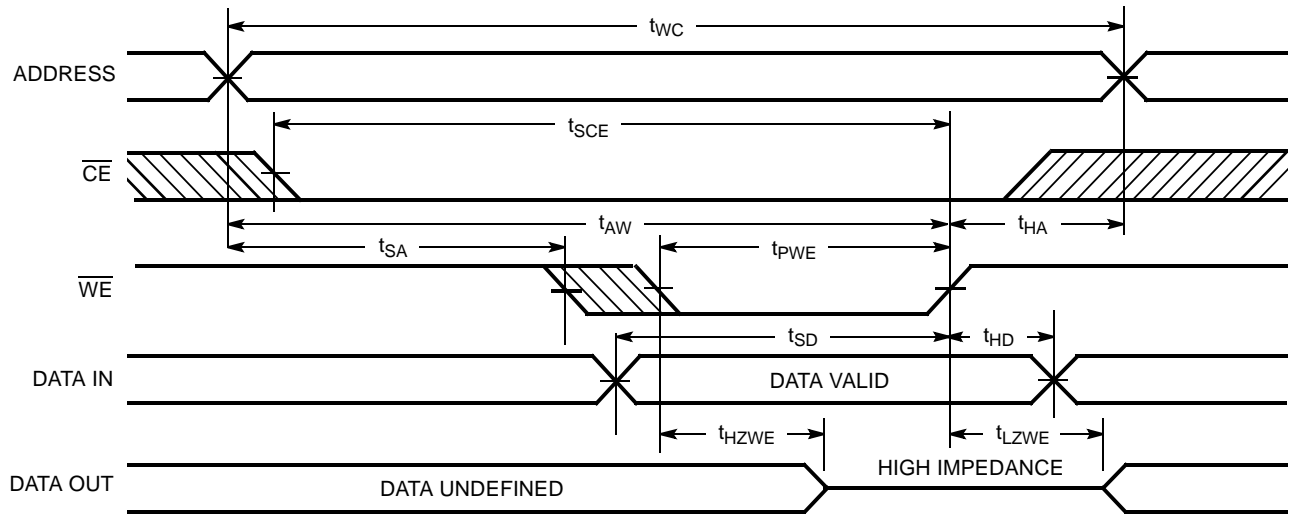 tWC
ADDRESS
tSCE
CE
tAW
tHA
tSA
tPWE
WE
tSD
tHD
DATA IN
DATA VALID
tHZWE
tLZWE
HIGH IMPEDANCE
DATA OUT
DATA UNDEFINED